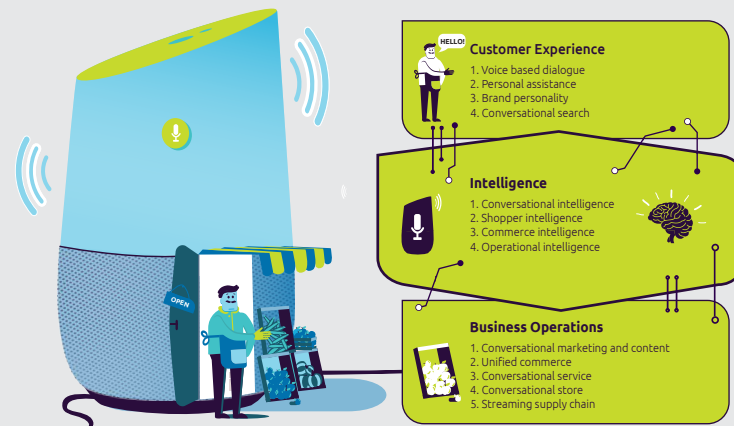 OPEN
HELLO!
Customer Experience
1. Voice based dialogue
2. Personal assistance
3. Brand personality
4. Conversational search
Intelligence
1. Conversational intelligence
2. Shopper intelligence
3. Commerce intelligence
4. Operational intelligence
Business Operations
1. Conversational marketing and content
2. Unified commerce
3. Conversational service
4. Conversational store
5. Streaming supply chain